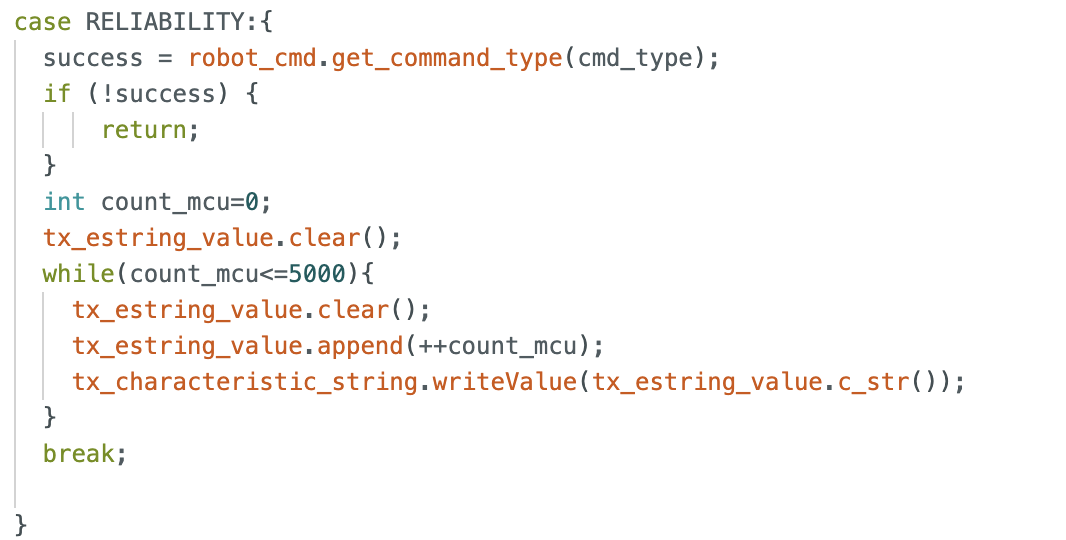 case RELIABILITY:{
  success = robot_cmd.get_command_type(cmd_type);
  if (!success) {
      return;
  }
  int count_mcu=0;
  tx_estring_value.clear();
  while(count_mcu<=5000){
    tx_estring_value.clear();
    tx_estring_value.append(++count_mcu);
    tx_characteristic_string.writeValue(tx_estring_value.c_str());
  }
  break;

}